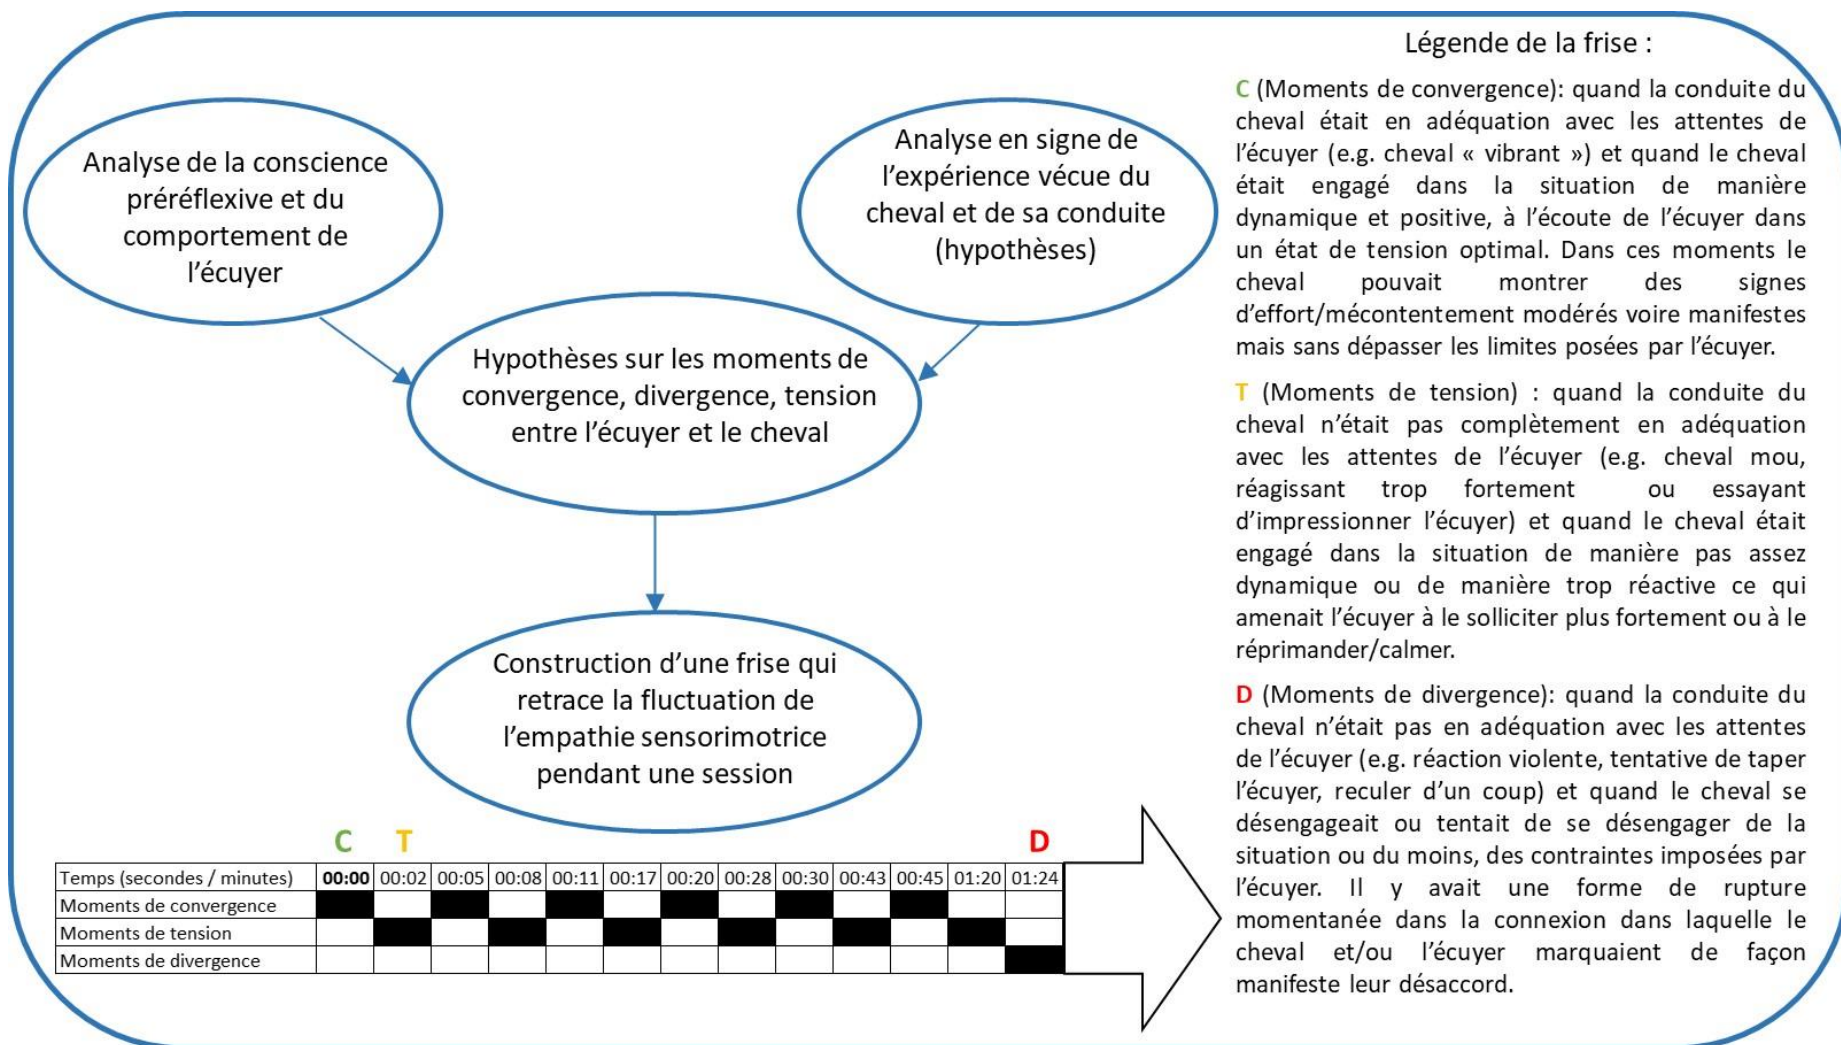 Analyse de la conscience
préréflexive et du
comportement de
l’écuyer
Analyse en signe de
l’expérience vécue du
cheval et de sa conduite
(hypothèses)
Hypothèses sur les moments de
convergence, divergence, tension
entre l’écuyer et le cheval
Construction d’une frise qui
retrace la fluctuation de
l’empathie sensorimotrice
pendant une session
C T D
Temps (secondes / minutes) 00:00 00:02 00:05 00:08 00:11 00:17 00:20 00:28 00:30 00:43 00:45 01:20 01:24
Moments de convergence
Moments de tension
Moments de divergence
Légende de la frise :
C (Moments de convergence): quand la conduite du
cheval était en adéquation avec les attentes de
l’écuyer (e.g. cheval « vibrant ») et quand le cheval
était engagé dans la situation de manière
dynamique et positive, à l’écoute de l’écuyer dans
un état de tension optimal. Dans ces moments le
cheval pouvait montrer des signes
d’effort/mécontentement modérés voire manifestes
mais sans dépasser les limites posées par l’écuyer.
T (Moments de tension) : quand la conduite du
cheval n’était pas complètement en adéquation
avec les attentes de l’écuyer (e.g. cheval mou,
réagissant trop fortement ou essayant
d’impressionner l’écuyer) et quand le cheval était
engagé dans la situation de manière pas assez
dynamique ou de manière trop réactive ce qui
amenait l’écuyer à le solliciter plus fortement ou à le
réprimander/calmer.
D (Moments de divergence): quand la conduite du
cheval n’était pas en adéquation avec les attentes
de l’écuyer (e.g. réaction violente, tentative de taper
l’écuyer, reculer d’un coup) et quand le cheval se
désengageait ou tentait de se désengager de la
situation ou du moins, des contraintes imposées par
l’écuyer. Il y avait une forme de rupture
momentanée dans la connexion dans laquelle le
cheval et/ou l’écuyer marquaient de façon
manifeste leur désaccord.